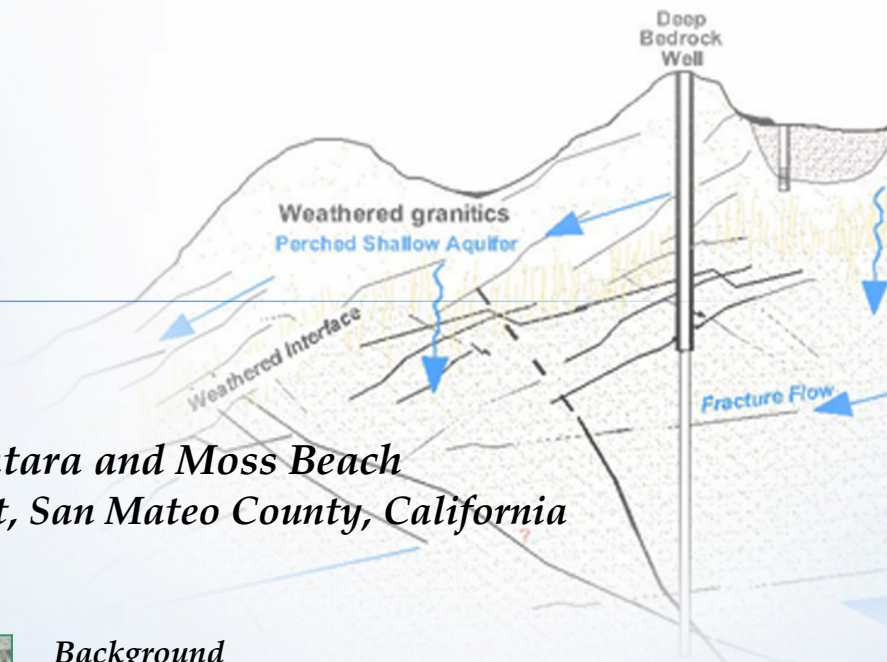 Deep
Bedrock
Well
Weathered granitics
Perched Shallow Aquifer
Weathered Interface
Fracture Flow
and Moss Beach
San Mateo County, California
?
Background